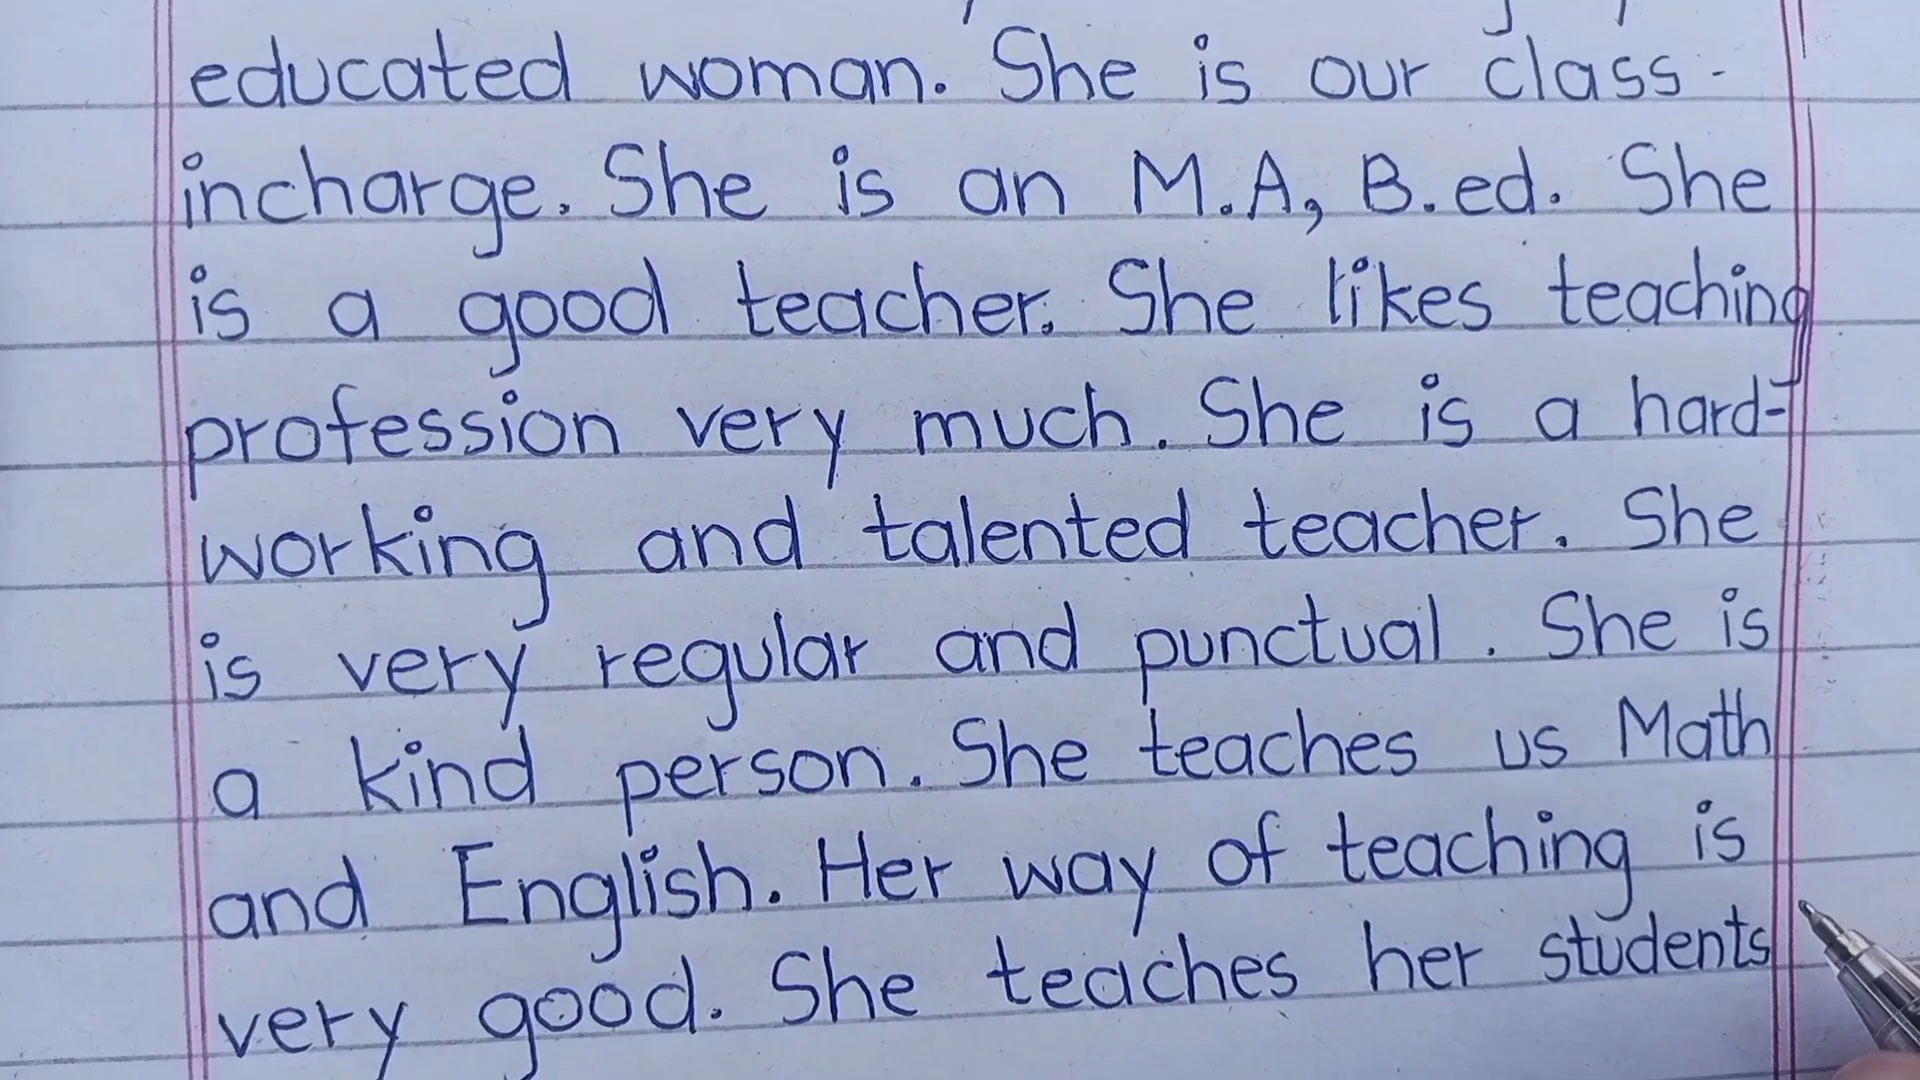 educated woman. She is our class-
incharge. She is an M.A, B.ed. She
is a good teacher. She likes teaching
profession very much. She is a hard-
working and talented teacher. She
is very regular and punctual. She is
a kind person. She teaches us Math
and English. Her way of teaching is
very good. She teaches her students